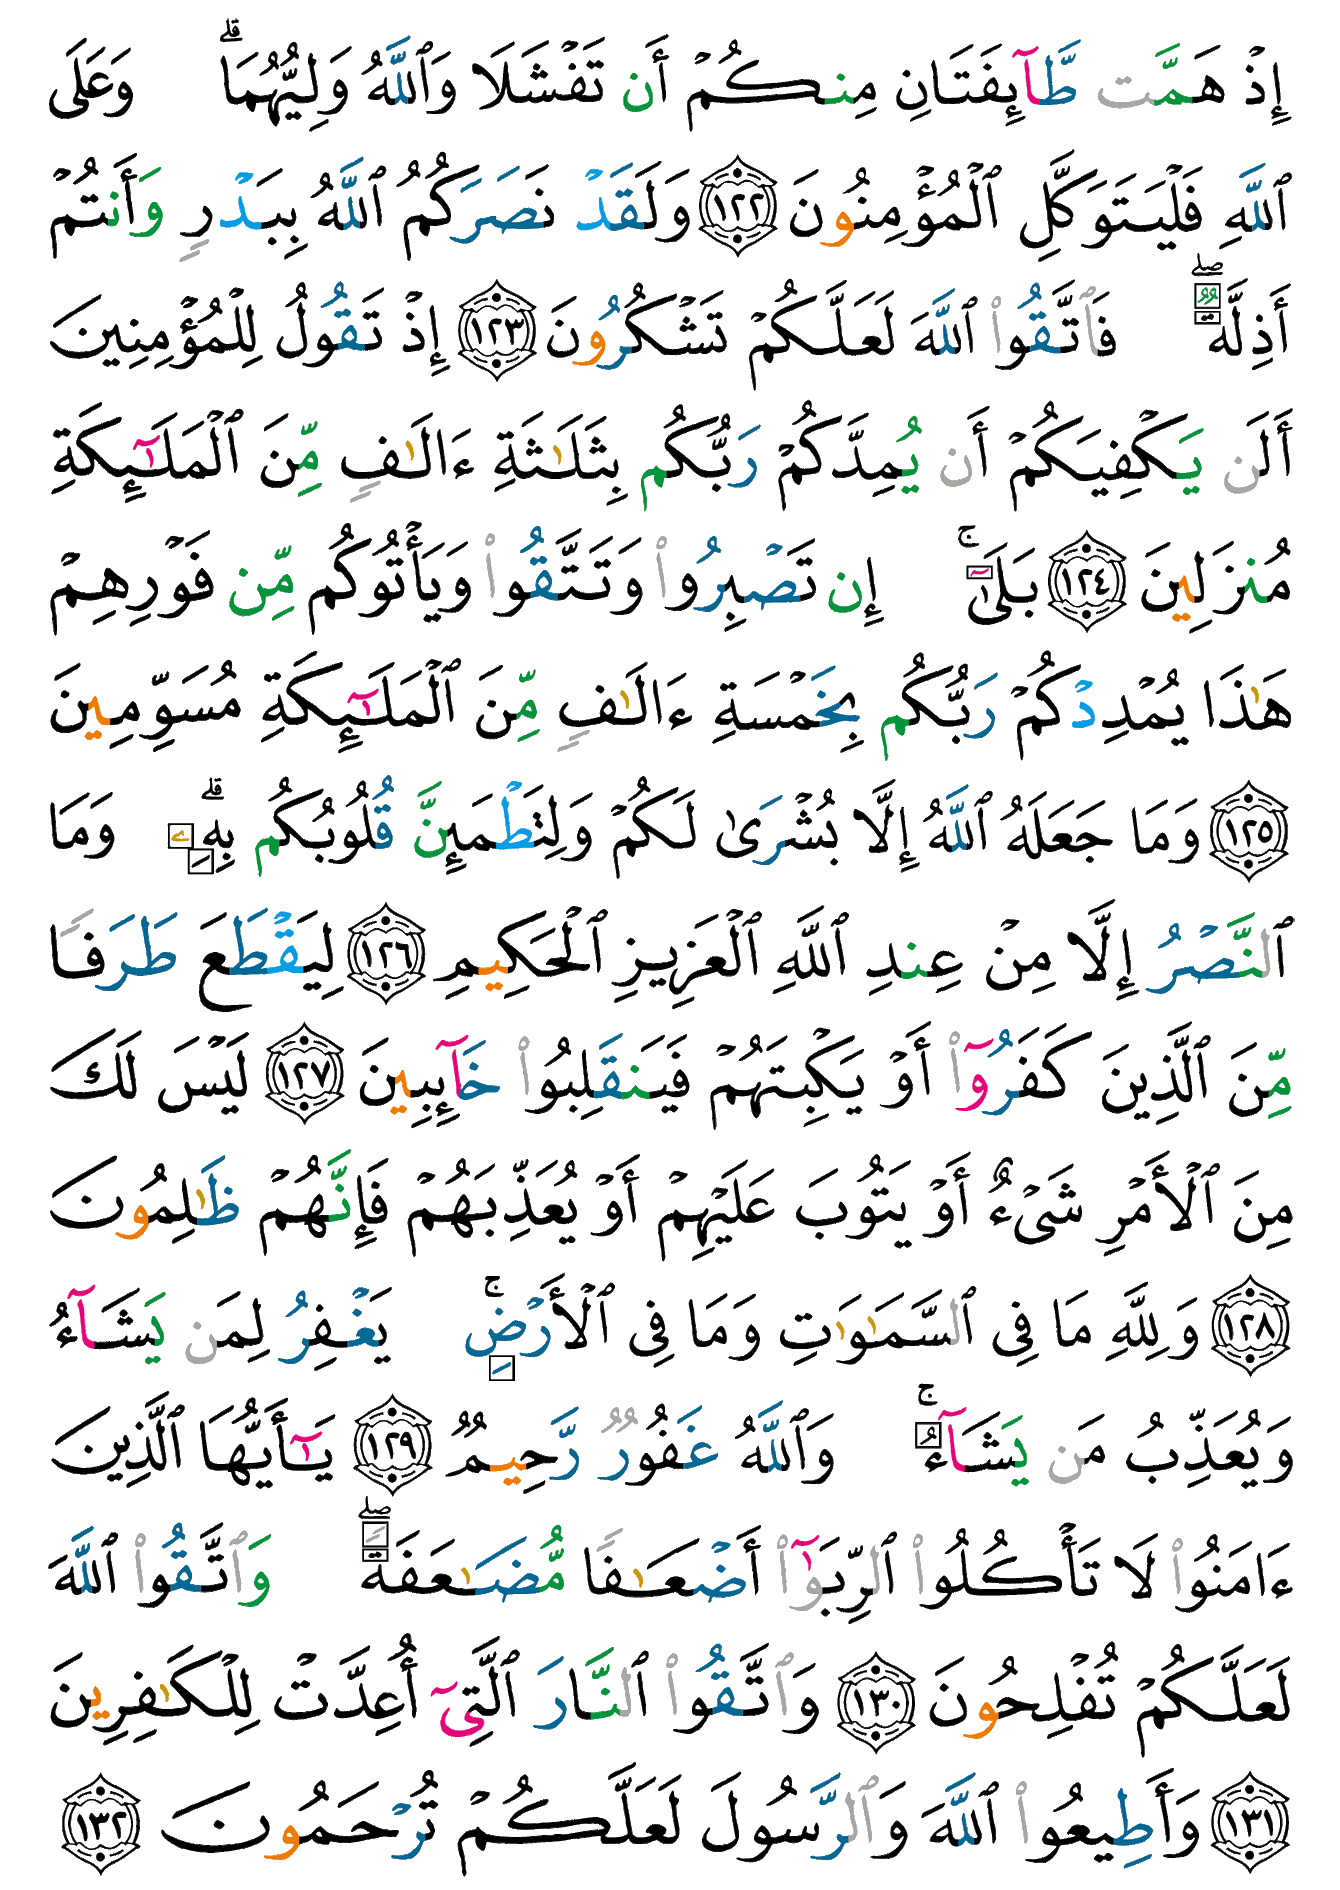 إِذْ هَمَّت طَّآئِفَتَانِ مِنكُمْ أَن تَفْشَلَا وَٱللَّهُ وَلِيُّهُمَا ۗ وَعَلَى
ٱللَّهِ فَلْيَتَوَكَّلِ ٱلْمُؤْمِنُونَ ١٢٢ وَلَقَدْ نَصَرَكُمُ ٱللَّهُ بِبَدْرٍ وَأَنتُمْ
أَذِلَّةٌ ۖ فَٱتَّقُوا۟ ٱللَّهَ لَعَلَّكُمْ تَشْكُرُونَ ١٢٣ إِذْ تَقُولُ لِلْمُؤْمِنِينَ
أَلَن يَكْفِيَكُمْ أَن يُمِدَّكُمْ رَبُّكُم بِثَلَـٰثَةِ ءَالَـٰفٍ مِّنَ ٱلْمَلَـٰٓئِكَةِ
مُنزَلِينَ ١٢٤ بَلَىٰٓ ۚ إِن تَصْبِرُوا۟ وَتَتَّقُوا۟ وَيَأْتُوكُم مِّن فَوْرِهِمْ
هَـٰذَا يُمْدِدْكُمْ رَبُّكُم بِخَمْسَةِ ءَالَـٰفٍ مِّنَ ٱلْمَلَـٰٓئِكَةِ مُسَوِّمِينَ
١٢٥ وَمَا جَعَلَهُ ٱللَّهُ إِلَّا بُشْرَىٰ لَكُمْ وَلِتَطْمَئِنَّ قُلُوبُكُم بِهِۦ ۗ وَمَا
ٱلنَّصْرُ إِلَّا مِنْ عِندِ ٱللَّهِ ٱلْعَزِيزِ ٱلْحَكِيمِ ١٢٦ لِيَقْطَعَ طَرَفًا
مِّنَ ٱلَّذِينَ كَفَرُوٓا۟ أَوْ يَكْبِتَهُمْ فَيَنقَلِبُوا۟ خَآئِبِينَ ١٢٧ لَيْسَ لَكَ
مِنَ ٱلْأَمْرِ شَىْءٌ أَوْ يَتُوبَ عَلَيْهِمْ أَوْ يُعَذِّبَهُمْ فَإِنَّهُمْ ظَـٰلِمُونَ
١٢٨ وَلِلَّهِ مَا فِى ٱلسَّمَـٰوَٰتِ وَمَا فِى ٱلْأَرْضِ ۚ يَغْفِرُ لِمَن يَشَآءُ
وَيُعَذِّبُ مَن يَشَآءُ ۚ وَٱللَّهُ غَفُورٌ رَّحِيمٌ ١٢٩ يَـٰٓأَيُّهَا ٱلَّذِينَ
ءَامَنُوا۟ لَا تَأْكُلُوا۟ ٱلرِّبَوٰٓا۟ أَضْعَـٰفًا مُّضَـٰعَفَةً ۖ وَٱتَّقُوا۟ ٱللَّهَ
لَعَلَّكُمْ تُفْلِحُونَ ١٣٠ وَٱتَّقُوا۟ ٱلنَّارَ ٱلَّتِىٓ أُعِدَّتْ لِلْكَـٰفِرِينَ
١٣١ وَأَطِيعُوا۟ ٱللَّهَ وَٱلرَّسُولَ لَعَلَّكُمْ تُرْحَمُونَ ١٣٢